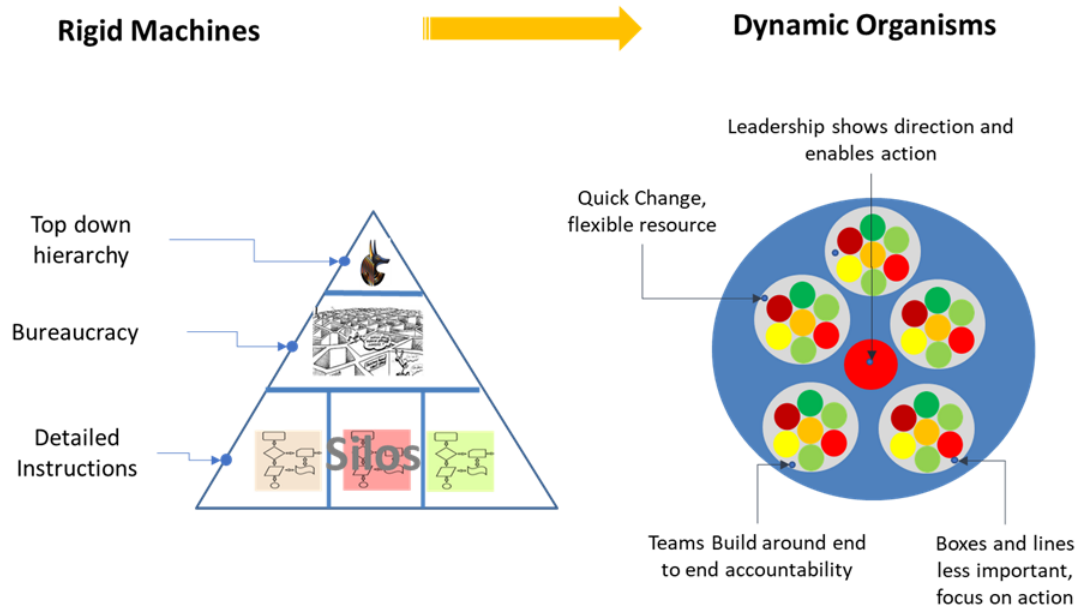 Rigid Machines
Dynamic Organisms
Leadership shows direction and
enables action
Quick Change,
flexible resource
Top down
hierarchy
Bureaucracy
Detailed
Instructions
Silos
Teams Build around end
to end accountability
Boxes and lines
less important,
focus on action